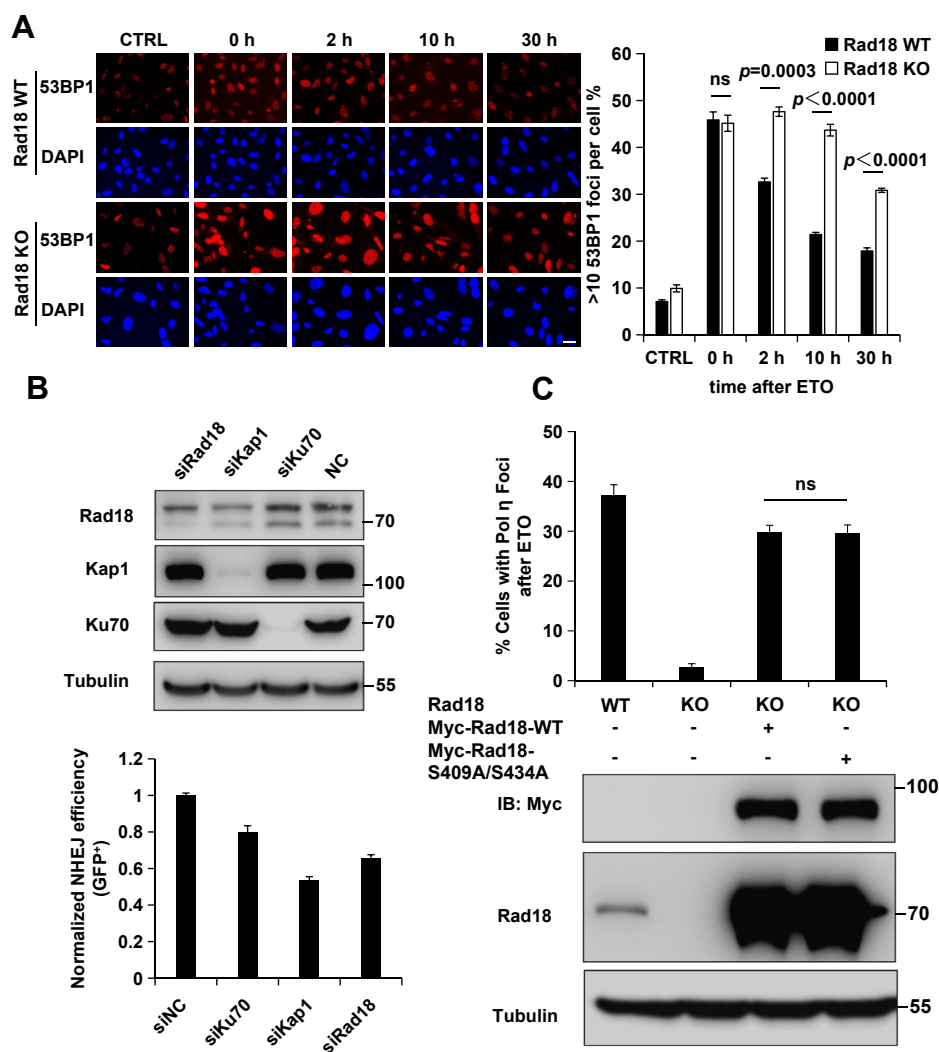 A
CTRL 0 h 2 h 10 h 30 h
Rad18 WT
53BP1
DAPI
Rad18 KO
53BP1
DAPI
Rad18 WT
Rad18 KO
ns
p=0.0003
p<0.0001
p<0.0001
>10 53BP1 foci per cell %
60
50
40
30
20
10
0
CTRL 0 h 2 h 10 h 30 h
time after ETO
B
siRad18 siKap1 siKu70 NC
Rad18
70
Kap1
100
Ku70
70
Tubulin
55
Normalized NHEJ efficiency
(GFP+)
1.2
1
0.8
0.6
0.4
0.2
0
siNC siKu70 siKap1 siRad18
C
% Cells with Pol η Foci
after ETO
50
40
30
20
10
0
ns
Rad18 WT KO KO KO
Myc-Rad18-WT - - + -
Myc-Rad18-
S409A/S434A - - - +
IB: Myc
100
Rad18
70
Tubulin
55